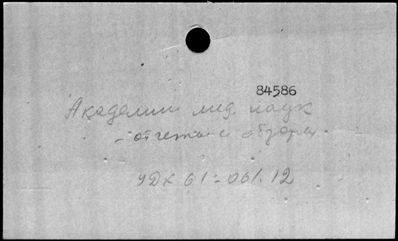 84586
Академии мед. наук
- отчеты и обзоры.
УДК 61:061.12